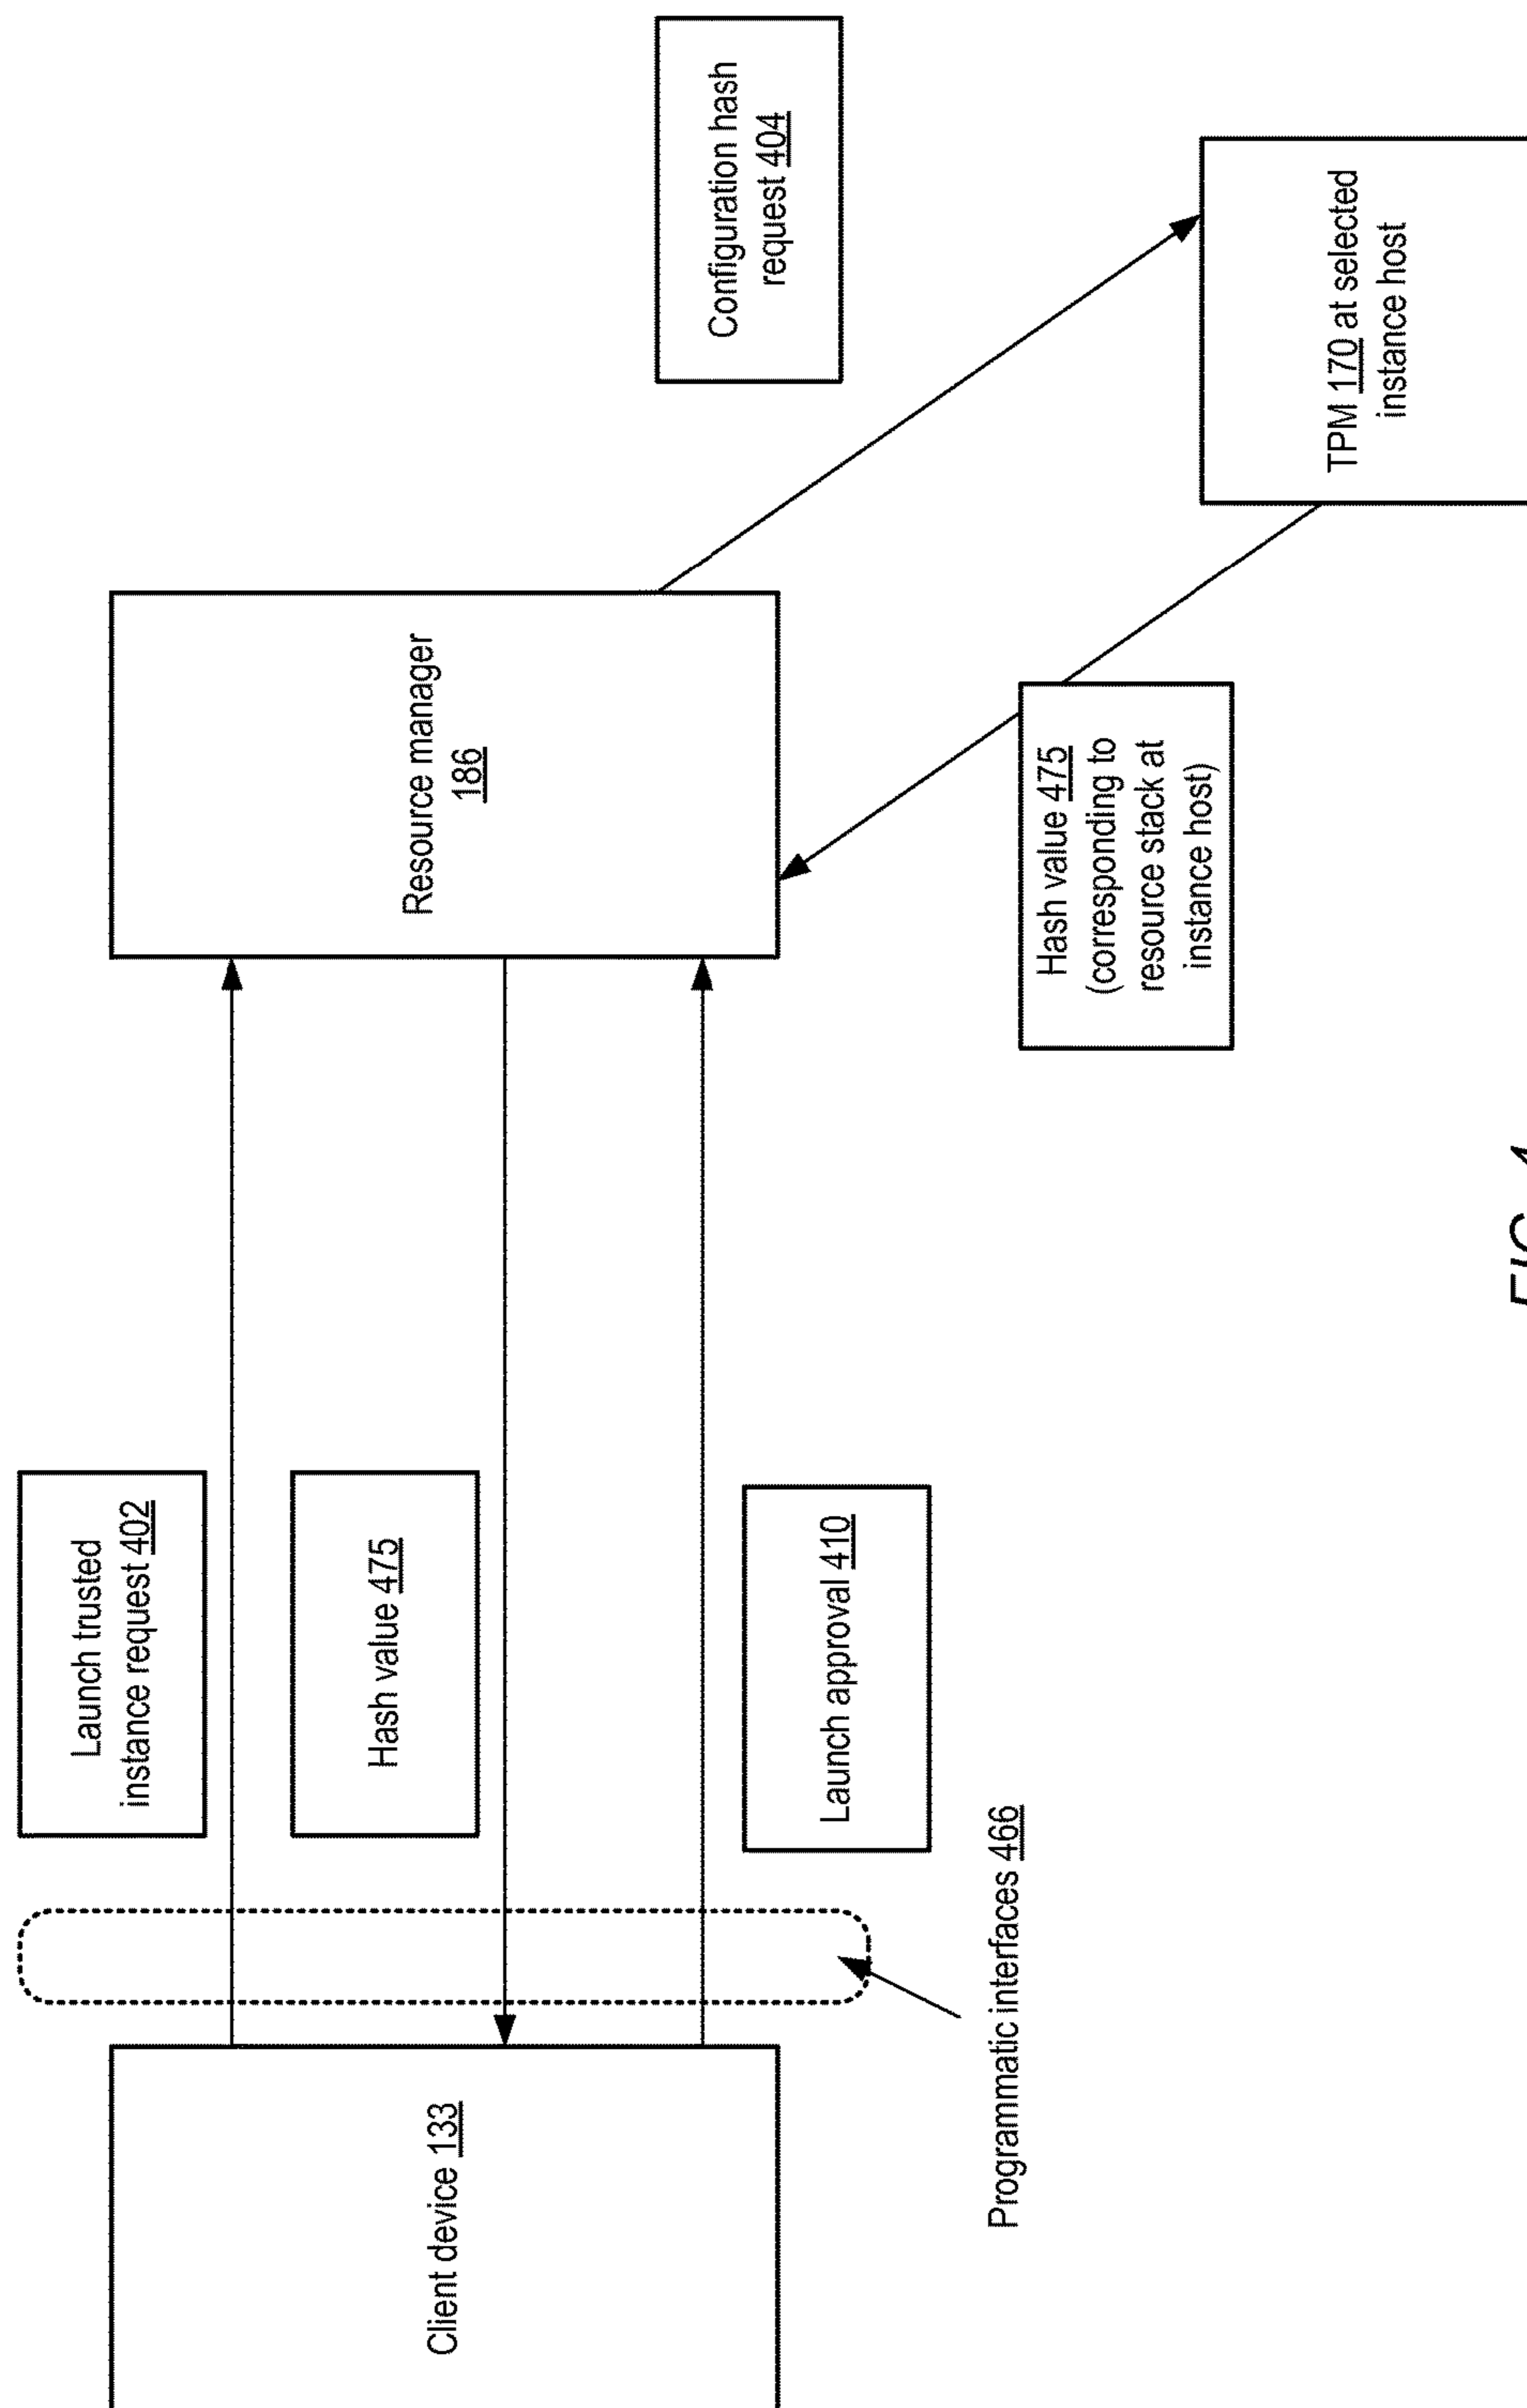 Launch trusted
instance request 402
Configuration hash
request 404
Hash value 475
Client device 133
Resource manager
186
Launch approval 410
Programmatic interfaces 466
Hash value 475
(corresponding to
resource stack at
instance host)
TPM 170 at selected
instance host
FIG. 4